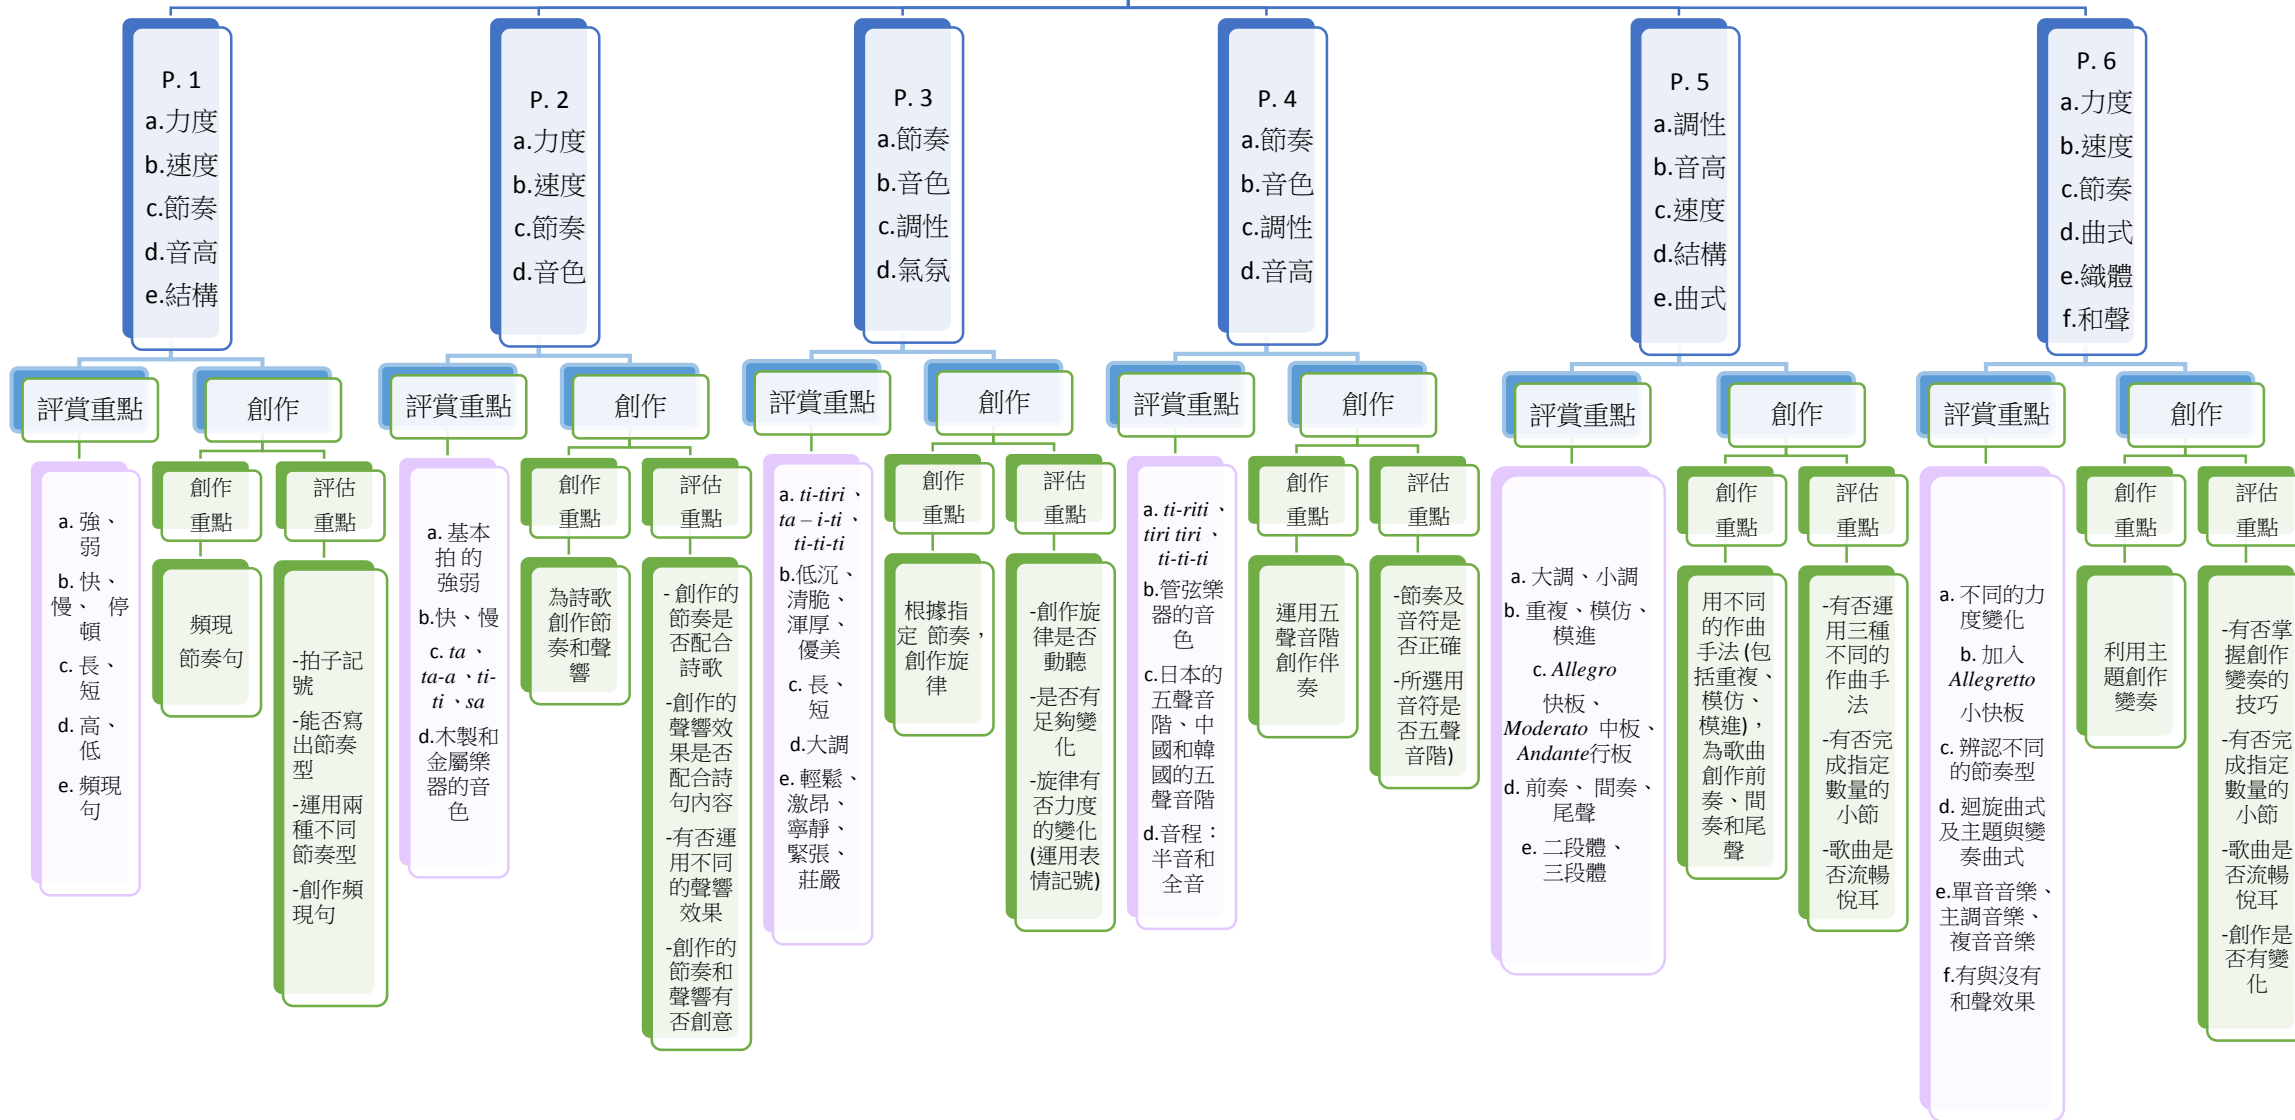 P. 1
a.力度
b.速度
c.節奏
d.音高
e.結構
評賞重點
a. 強、
弱
b. 快、
慢、 停
頓
c. 長、
短
d. 高、
低
e. 頻現
句
創作
創作
重點
頻現
節奏句
評估
重點
-拍子記
號
-能否寫
出節奏
型
-運用兩
種不同
節奏型
-創作頻
現句
P. 2
a.力度
b.速度
c.節奏
d.音色
評賞重點
a. 基本
拍 的
強弱
b.快、慢
c. ta、
ta-a、ti-
ti、sa
d.木製和
金屬樂
器的音
色
創作
創作
重點
為詩歌
創作節
奏和聲
響
評估
重點
- 創作的
節奏是
否配合
詩歌
-創作的
聲響效
果是否
配合詩
句內容
-有否運
用不同
的聲響
效果
-創作的
節奏和
聲響有
否創意
P. 3
a.節奏
b.音色
c.調性
d.氣氛
評賞重點
a. ti-tiri、
ta – i-ti、
ti-ti-ti
b.低沉、
清脆、
渾厚、
優美
c. 長、
短
d.大調
e. 輕鬆、
激昂、
寧靜、
緊張、
莊嚴
創作
創作
重點
根據指
定 節奏，
創作旋
律
評估
重點
-創作旋
律是否
動聽
-是否有
足夠變
化
-旋律有
否力度
的變化
(運用表
情記號)
P. 4
a.節奏
b.音色
c.調性
d.音高
評賞重點
a. ti-riti、
tiri tiri、
ti-ti-ti
b.管弦樂
器的音
色
c.日本的
五聲音
階、中
國和韓
國的五
聲音階
d.音程：
半音和
全音
創作
創作
重點
運用五
聲音階
創作伴
奏
評估
重點
-節奏及
音符是
否正確
-所選用
音符是
否五聲
音階)
P. 5
a.調性
b.音高
c.速度
d.結構
e.曲式
評賞重點
a. 大調、小調
b. 重複、模仿、
模進
c. Allegro
快板、
Moderato 中板、
Andante行板
d. 前奏、 間奏、
尾聲
e. 二段體、
三段體
創作
創作
重點
用不同
的作曲
手法 (包
括重複、
模仿、
模進)，
為歌曲
創作前
奏、間
奏和尾
聲
評估
重點
-有否運
用三種
不同的
作曲手
法
-有否完
成指定
數量的
小節
-歌曲是
否流暢
悅耳
P. 6
a.力度
b.速度
c.節奏
d.曲式
e.織體
f.和聲
評賞重點
a. 不同的力
度變化
b. 加入
Allegretto
小快板
c. 辨認不同
的節奏型
d. 迴旋曲式
及主題與變
奏曲式
e.單音音樂、
主調音樂、
複音音樂
f.有與沒有
和聲效果
創作
創作
重點
利用主
題創作
變奏
評估
重點
-有否掌
握創作
變奏的
技巧
-有否完
成指定
數量的
小節
-歌曲是
否流暢
悅耳
-創作是
否有變
化